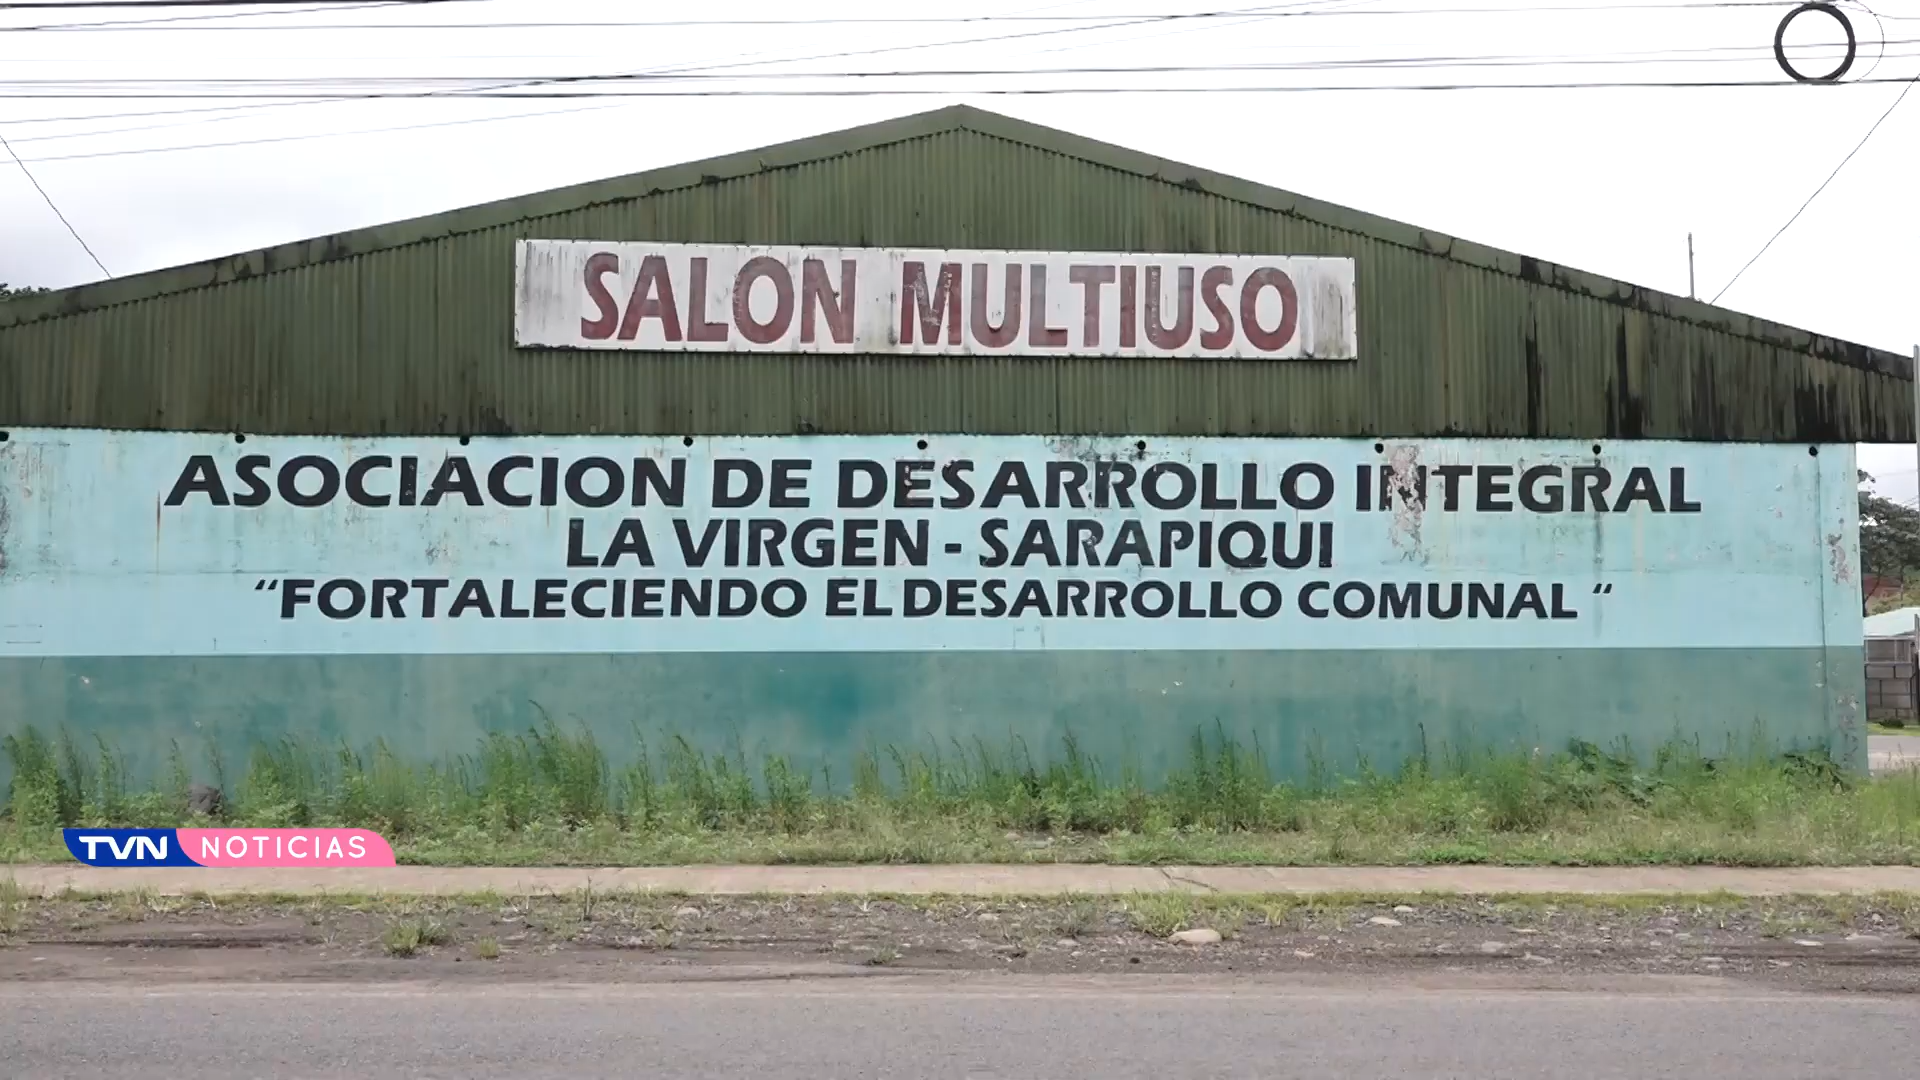 SALON MULTIUSO
ASOCIACION DE DESARROLLO INTEGRAL
LA VIRGEN - SARAPIQUI
“FORTALECIENDO EL DESARROLLO COMUNAL “
TVN NOTICIAS